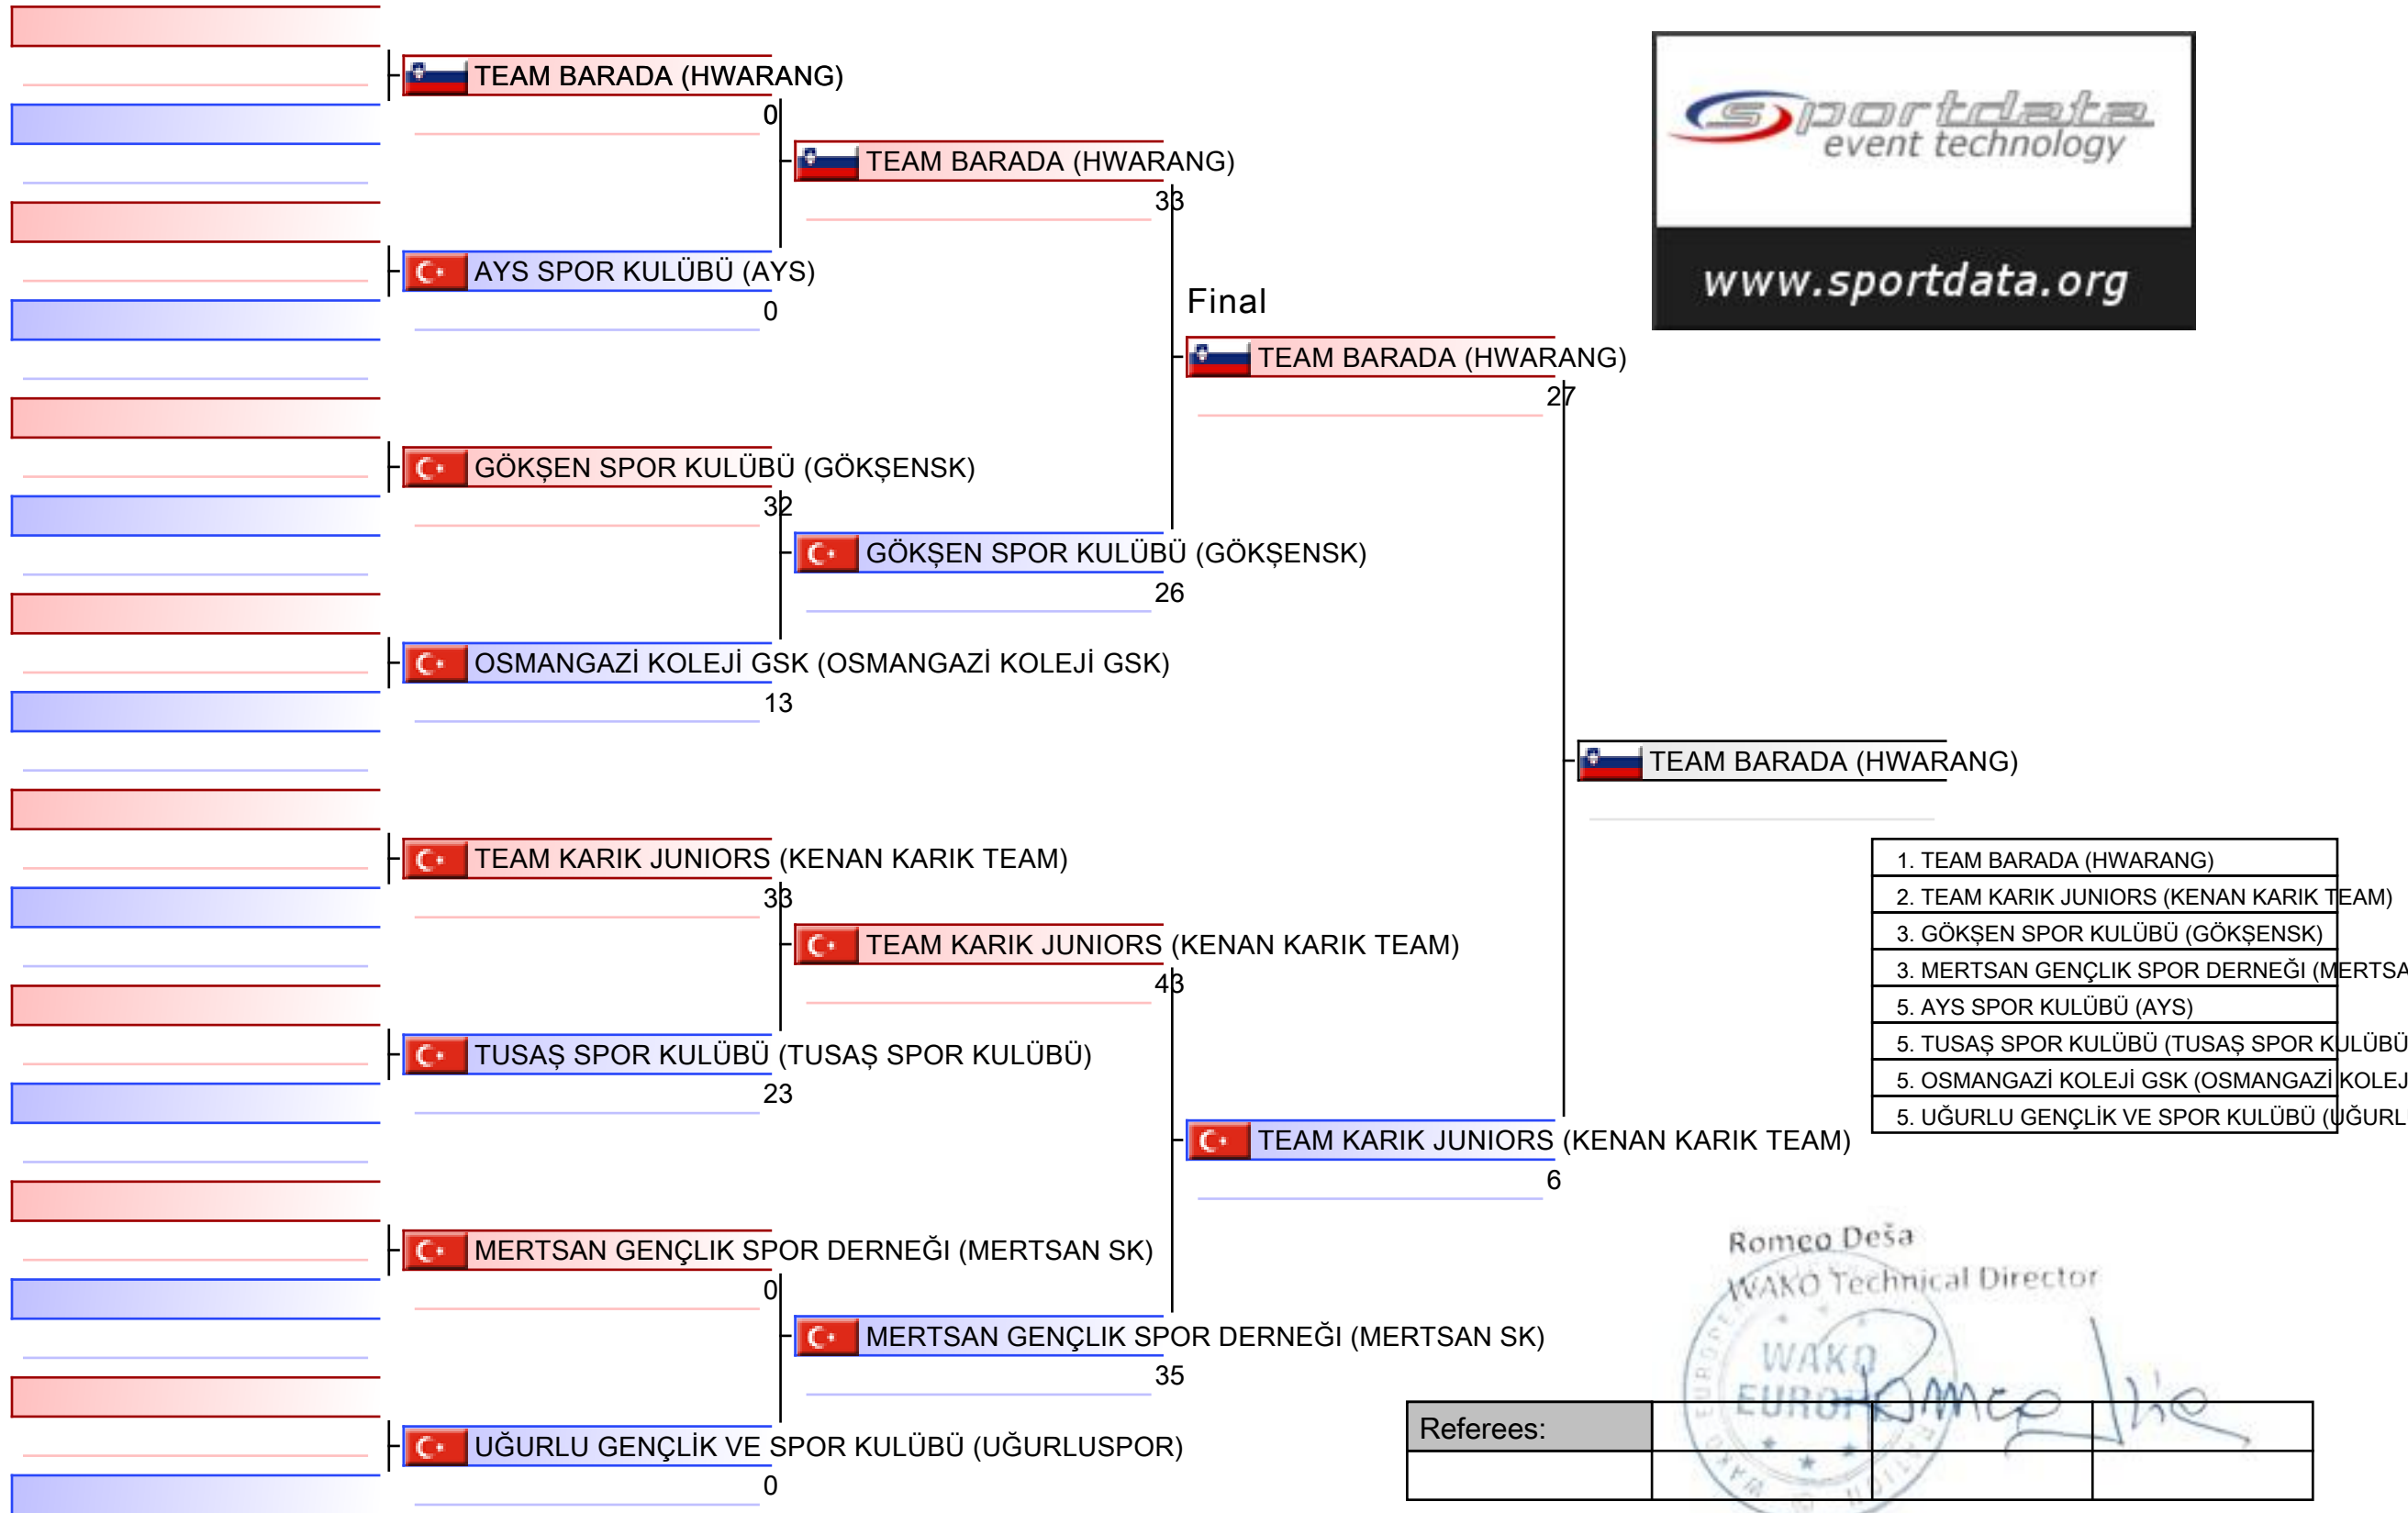 TEAM BARADA (HWARANG)
0
AYS SPOR KULÜBÜ (AYS)
0
GÖKŞEN SPOR KULÜBÜ (GÖKŞENSK)
32
OSMANGAZİ KOLEJİ GSK (OSMANGAZİ KOLEJİ GSK)
13
TEAM KARIK JUNIORS (KENAN KARIK TEAM)
33
TUSAŞ SPOR KULÜBÜ (TUSAŞ SPOR KULÜBÜ)
23
MERTSAN GENÇLIK SPOR DERNEĞI (MERTSAN SK)
0
UĞURLU GENÇLİK VE SPOR KULÜBÜ (UĞURLUSPOR)
0
TEAM BARADA (HWARANG)
33
GÖKŞEN SPOR KULÜBÜ (GÖKŞENSK)
26
TEAM KARIK JUNIORS (KENAN KARIK TEAM)
43
MERTSAN GENÇLIK SPOR DERNEĞI (MERTSAN SK)
35
Final
TEAM BARADA (HWARANG)
27
TEAM KARIK JUNIORS (KENAN KARIK TEAM)
6
TEAM BARADA (HWARANG)
sportdata
event technology
www.sportdata.org
1. TEAM BARADA (HWARANG)
2. TEAM KARIK JUNIORS (KENAN KARIK TEAM)
3. GÖKŞEN SPOR KULÜBÜ (GÖKŞENSK)
3. MERTSAN GENÇLIK SPOR DERNEĞI (MERTSA
5. AYS SPOR KULÜBÜ (AYS)
5. TUSAŞ SPOR KULÜBÜ (TUSAŞ SPOR KULÜBÜ
5. OSMANGAZİ KOLEJİ GSK (OSMANGAZİ KOLEJ
5. UĞURLU GENÇLİK VE SPOR KULÜBÜ (UĞURL
Romeo Deša
WAKO Technical Director
WAKO
EUROPE
Referees: